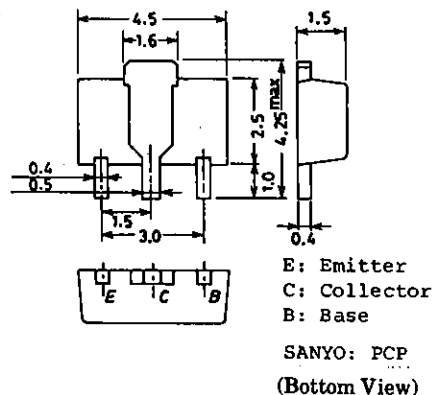 4.5
1.6
1.5
2.5
4.25max
0.4
0.5
1.0
1.5
3.0
0.4
E C B
E: Emitter
C: Collector
B: Base
SANYO: PCP
(Bottom View)